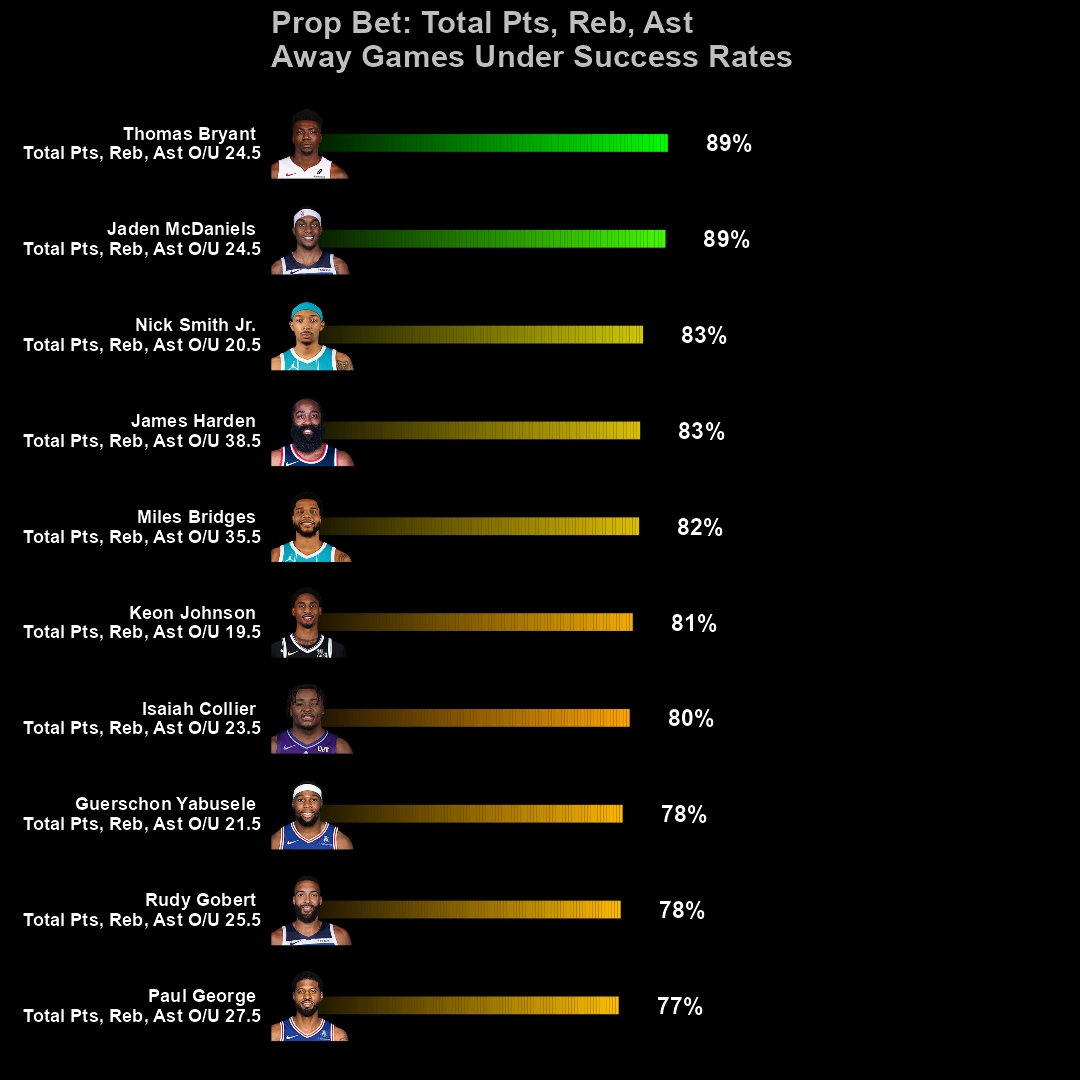 Prop Bet: Total Pts, Reb, Ast
Away Games Under Success Rates
Thomas Bryant
Total Pts, Reb, Ast O/U 24.5
89%
Jaden McDaniels
Total Pts, Reb, Ast O/U 24.5
89%
Nick Smith Jr.
Total Pts, Reb, Ast O/U 20.5
83%
James Harden
Total Pts, Reb, Ast O/U 38.5
83%
Miles Bridges
Total Pts, Reb, Ast O/U 35.5
82%
Keon Johnson
Total Pts, Reb, Ast O/U 19.5
81%
Isaiah Collier
Total Pts, Reb, Ast O/U 23.5
80%
Guerschon Yabusele
Total Pts, Reb, Ast O/U 21.5
78%
Rudy Gobert
Total Pts, Reb, Ast O/U 25.5
78%
Paul George
Total Pts, Reb, Ast O/U 27.5
77%